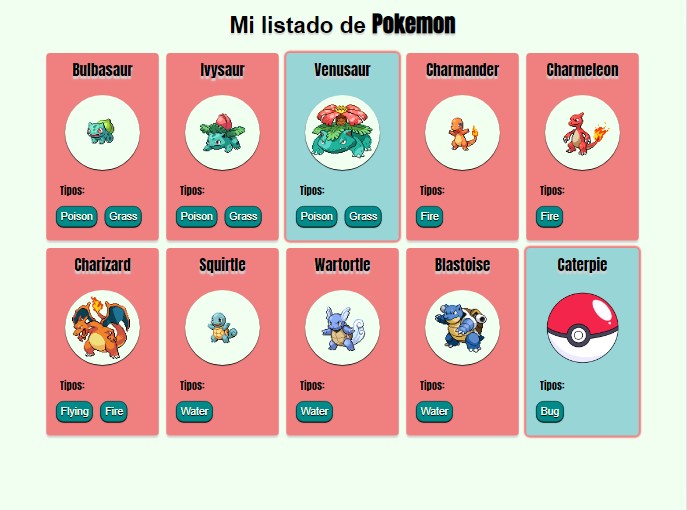 Mi listado de Pokemon
Bulbasaur Ivysaur Venusaur Charmander Charmeleon
Tipos: Tipos: Tipos: Tipos: Tipos:
Poison Grass Poison Grass Poison Grass Fire Fire
Charizard Squirtle Wartortle Blastoise Caterpie
Tipos: Tipos: Tipos: Tipos: Tipos:
Flying Fire Water Water Water Bug